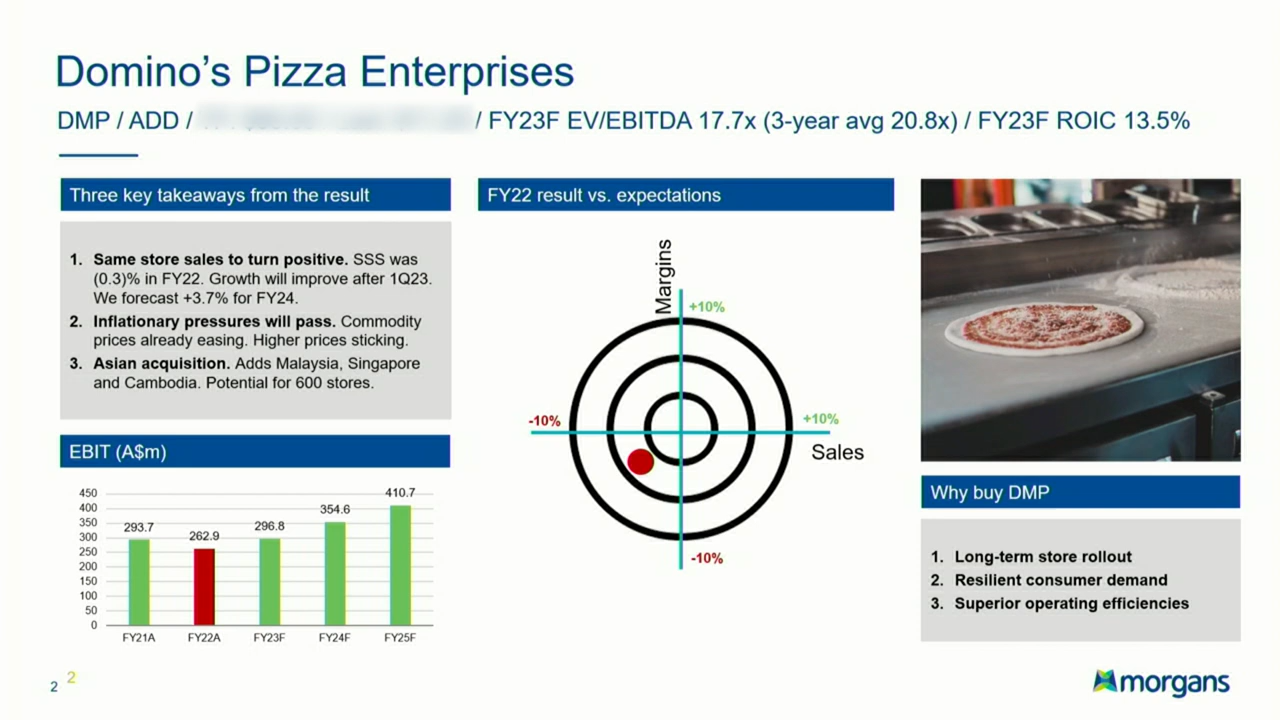 Domino’s Pizza Enterprises
DMP / ADD / / FY23F EV/EBITDA 17.7x (3-year avg 20.8x) / FY23F ROIC 13.5%
Three key takeaways from the result
1. Same store sales to turn positive. SSS was
(0.3)% in FY22. Growth will improve after 1Q23.
We forecast +3.7% for FY24.
2. Inflationary pressures will pass. Commodity
prices already easing. Higher prices sticking.
3. Asian acquisition. Adds Malaysia, Singapore
and Cambodia. Potential for 600 stores.
EBIT (A$m)
450
400
350
300
250
200
150
100
50
0
293.7
262.9
296.8
354.6
410.7
FY21A
FY22A
FY23F
FY24F
FY25F
FY22 result vs. expectations
Margins
+10%
-10%
+10%
Sales
-10%
Why buy DMP
1. Long-term store rollout
2. Resilient consumer demand
3. Superior operating efficiencies
2
2
morgans